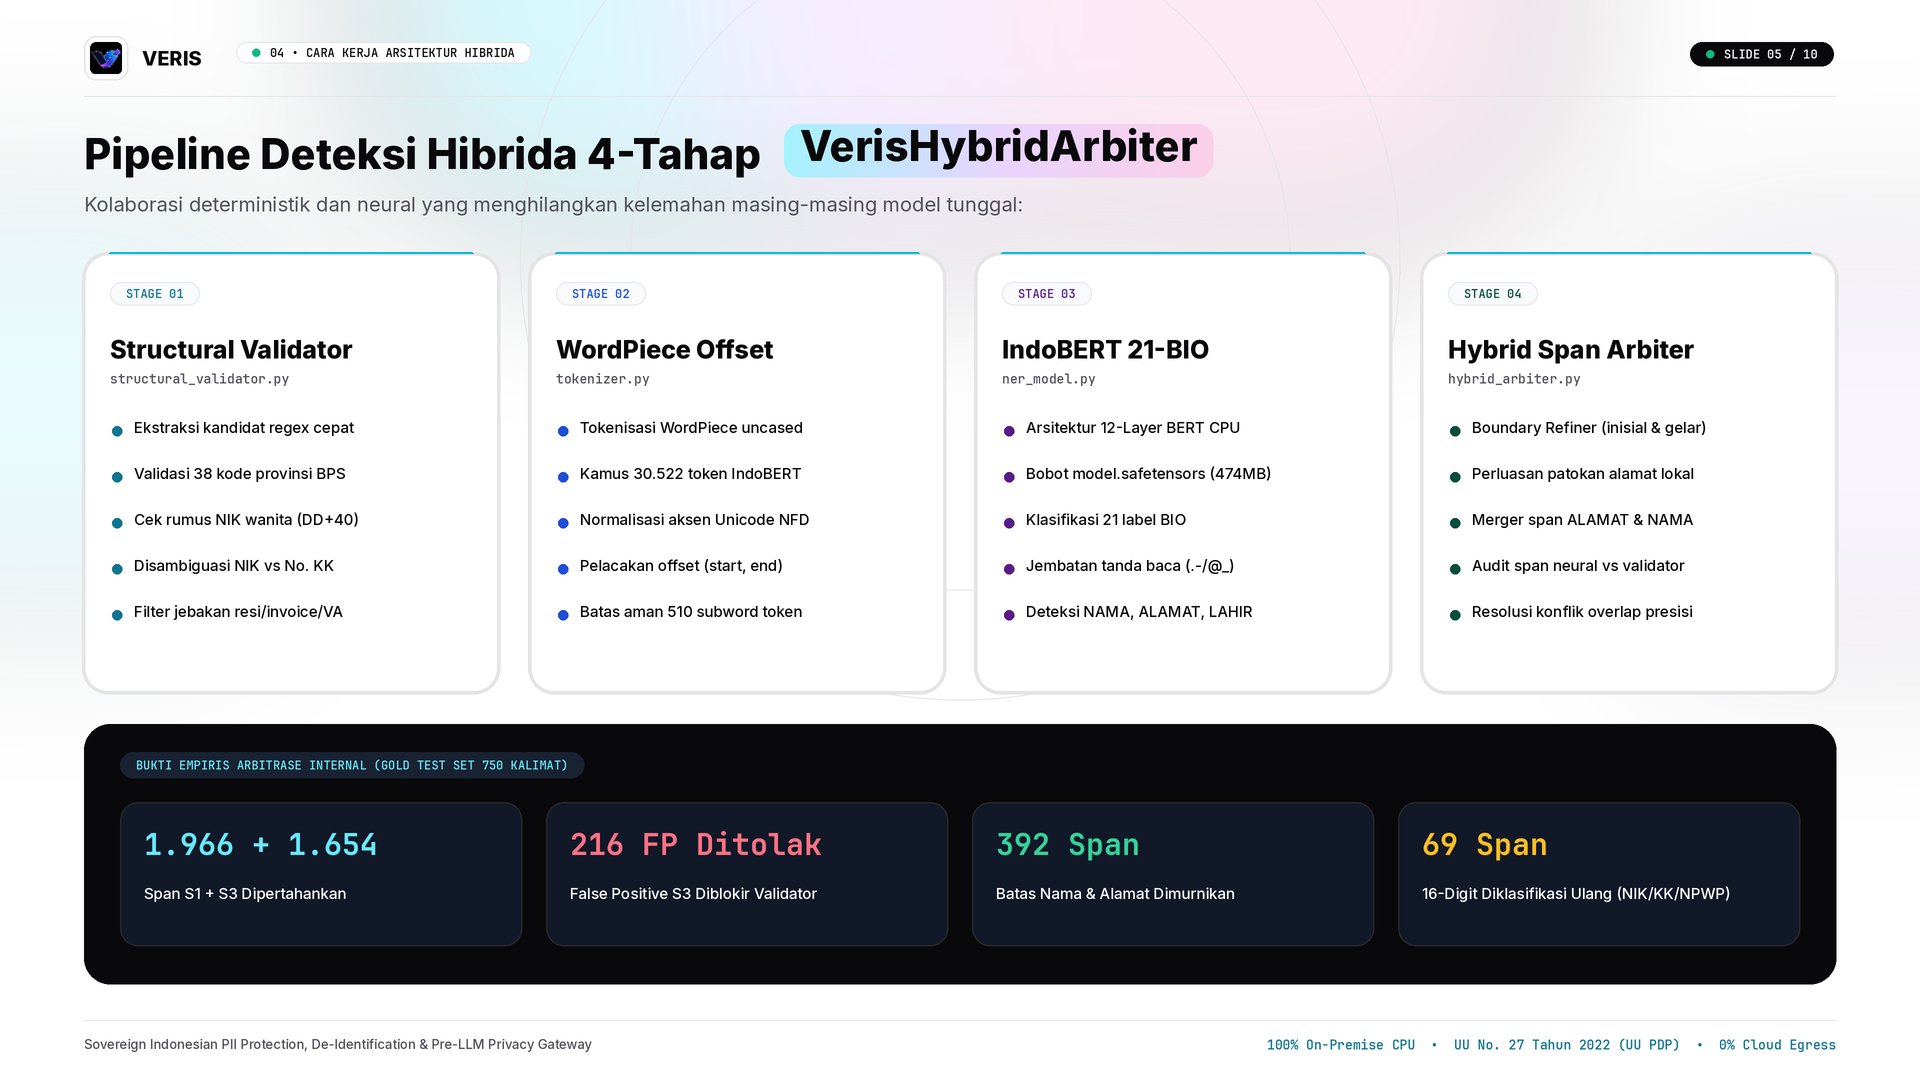 VERIS
04 • CARA KERJA ARSITEKTUR HIBRIDA
SLIDE 05 / 10
Pipeline Deteksi Hibrida 4-Tahap VerisHybridArbiter
Kolaborasi deterministik dan neural yang menghilangkan kelemahan masing-masing model tunggal:
STAGE 01
Structural Validator
structural_validator.py
Ekstraksi kandidat regex cepat
Validasi 38 kode provinsi BPS
Cek rumus NIK wanita (DD+40)
Disambiguasi NIK vs No. KK
Filter jebakan resi/invoice/VA
STAGE 02
WordPiece Offset
tokenizer.py
Tokenisasi WordPiece uncased
Kamus 30.522 token IndoBERT
Normalisasi aksen Unicode NFD
Pelacakan offset (start, end)
Batas aman 510 subword token
STAGE 03
IndoBERT 21-BIO
ner_model.py
Arsitektur 12-Layer BERT CPU
Bobot model.safetensors (474MB)
Klasifikasi 21 label BIO
Jembatan tanda baca (.-/@_)
Deteksi NAMA, ALAMAT, LAHIR
STAGE 04
Hybrid Span Arbiter
hybrid_arbiter.py
Boundary Refiner (inisial & gelar)
Perluasan patokan alamat lokal
Merger span ALAMAT & NAMA
Audit span neural vs validator
Resolusi konflik overlap presisi
BUKTI EMPIRIS ARBITRASE INTERNAL (GOLD TEST SET 750 KALIMAT)
1.966 + 1.654
Span S1 + S3 Dipertahankan
216 FP Ditolak
False Positive S3 Diblokir Validator
392 Span
Batas Nama & Alamat Dimurnikan
69 Span
16-Digit Diklasifikasi Ulang (NIK/KK/NPWP)
Sovereign Indonesian PII Protection, De-Identification & Pre-LLM Privacy Gateway
100% On-Premise CPU • UU No. 27 Tahun 2022 (UU PDP) • 0% Cloud Egress